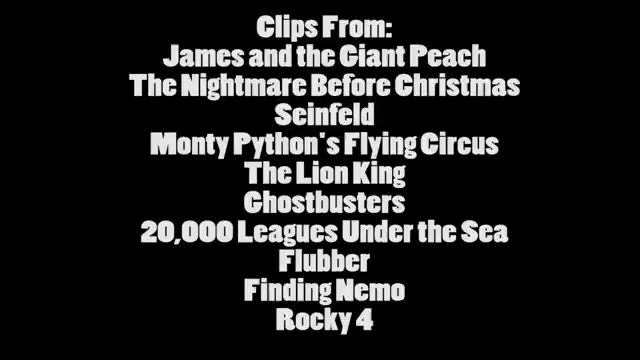 Clips From:
James and the Giant Peach
The Nightmare Before Christmas
Seinfeld
Monty Python's Flying Circus
The Lion King
Ghostbusters
20,000 Leagues Under the Sea
Flubber
Finding Nemo
Rocky 4